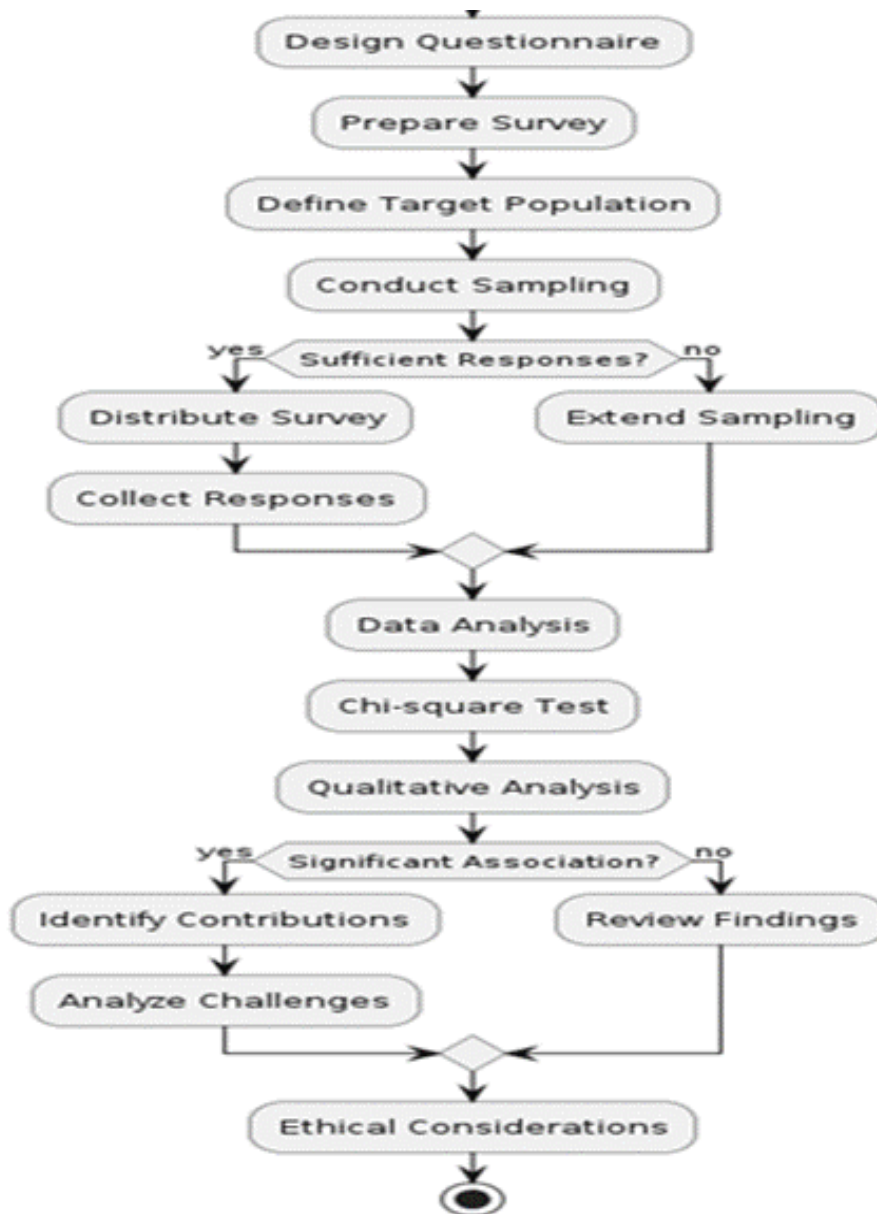 Design Questionnaire
Prepare Survey
Define Target Population
Conduct Sampling
yes
Sufficient Responses?
no
Distribute Survey
Extend Sampling
Collect Responses
Data Analysis
Chi-square Test
Qualitative Analysis
yes
Significant Association?
no
Identify Contributions
Review Findings
Analyze Challenges
Ethical Considerations